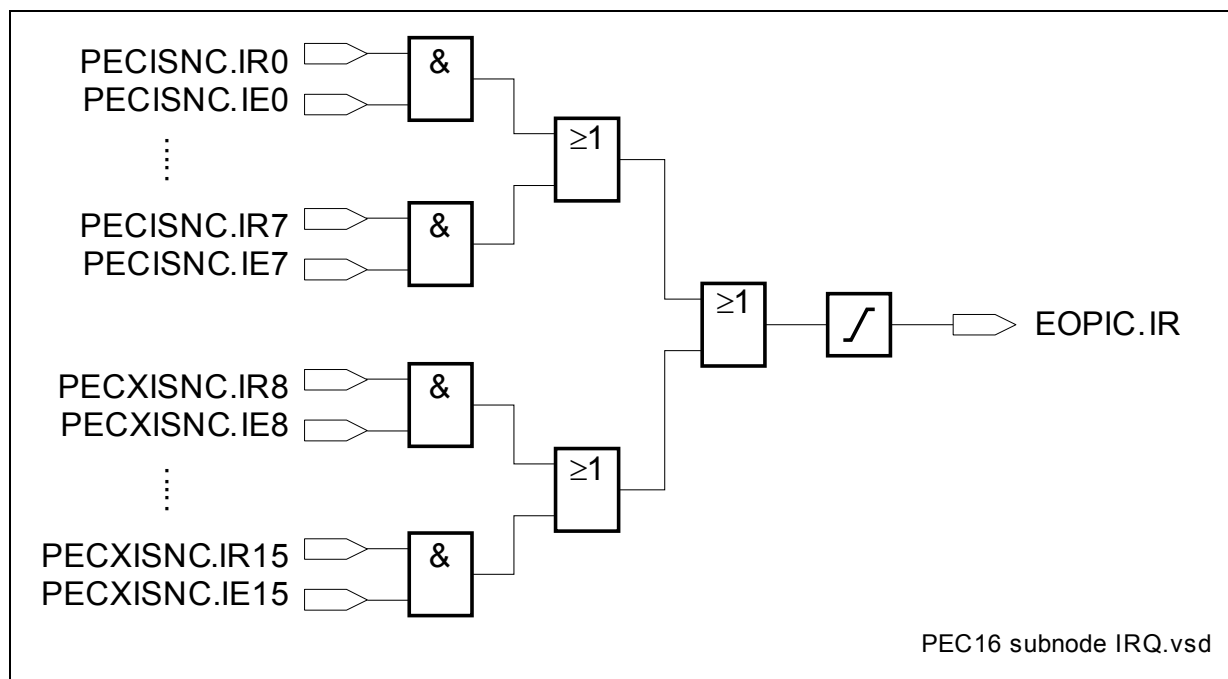 PECISNC.IR0
&
PECISNC.IE0
≥1
PECISNC.IR7
&
PECISNC.IE7
≥1
EOPIC.IR
PECXISNC.IR8
&
PECXISNC.IE8
≥1
PECXISNC.IR15
&
PECXISNC.IE15
PEC16 subnode IRQ.vsd